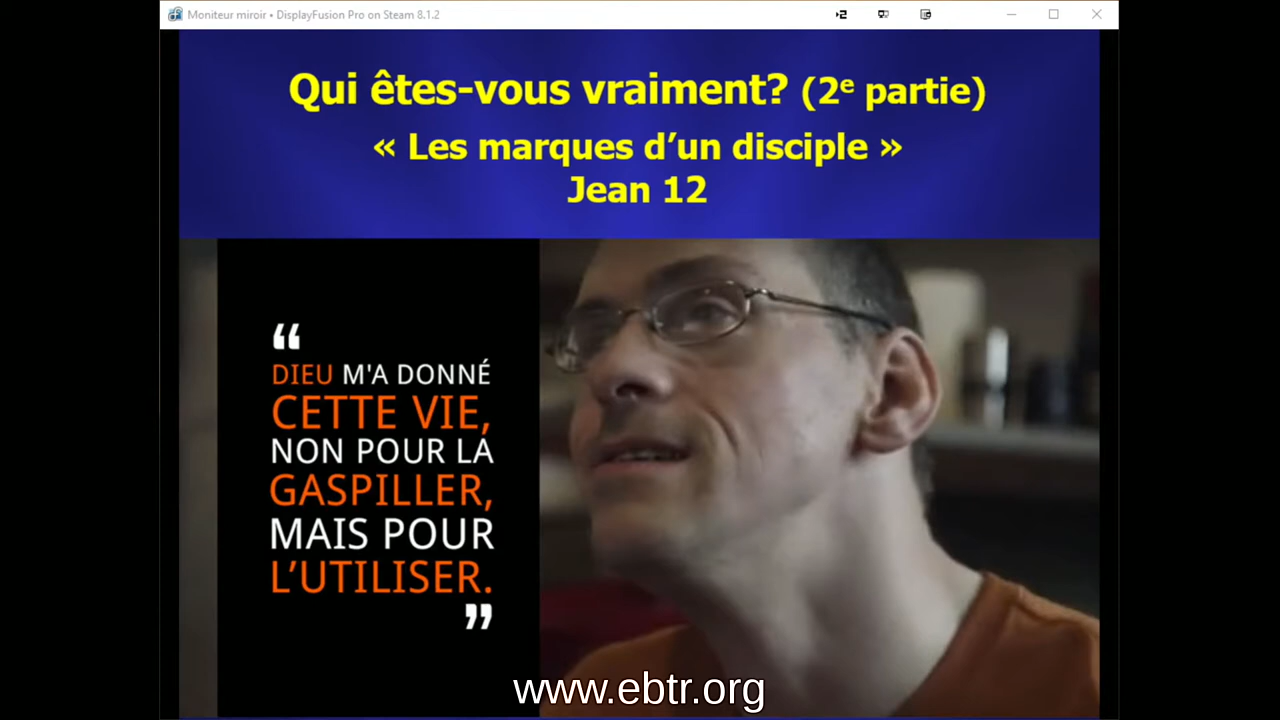 Moniteur miroir • DisplayFusion Pro on Steam 8.1.2
Qui êtes-vous vraiment? (2e partie)
« Les marques d’un disciple »
Jean 12
“
DIEU M'A DONNÉ
CETTE VIE,
NON POUR LA
GASPILLER,
MAIS POUR
L’UTILISER.
”
www.ebtr.org